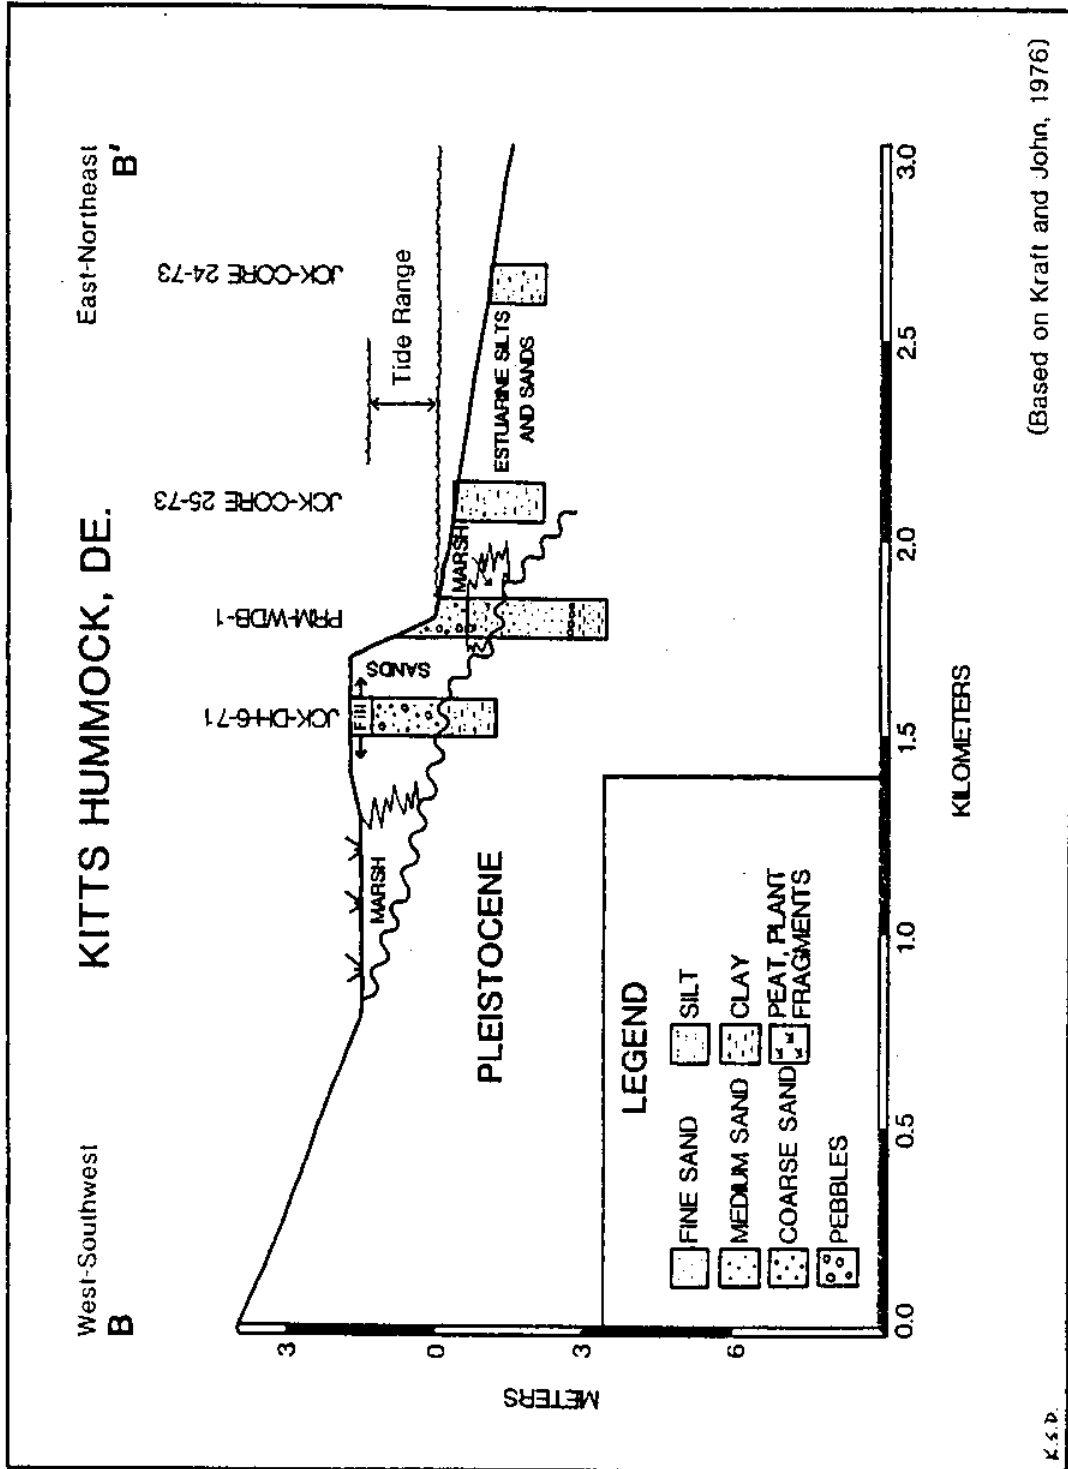 KITTS HUMMOCK, DE.
West-Southwest
B
East-Northeast
B'
JCK-DH-6-71
PRM-WDB-1
JCK-CORE 25-73
JCK-CORE 24-73
Tide Range
Fill
SANDS
MARSH
MARSH
ESTUARINE SILTS
AND SANDS
PLEISTOCENE
METERS
3
0
3
6
LEGEND
FINE SAND
SILT
MEDIUM SAND
CLAY
COARSE SAND
PEAT, PLANT
FRAGMENTS
PEBBLES
0.0
0.5
1.0
1.5
2.0
2.5
3.0
KILOMETERS
(Based on Kraft and John, 1976)
K.S.D.